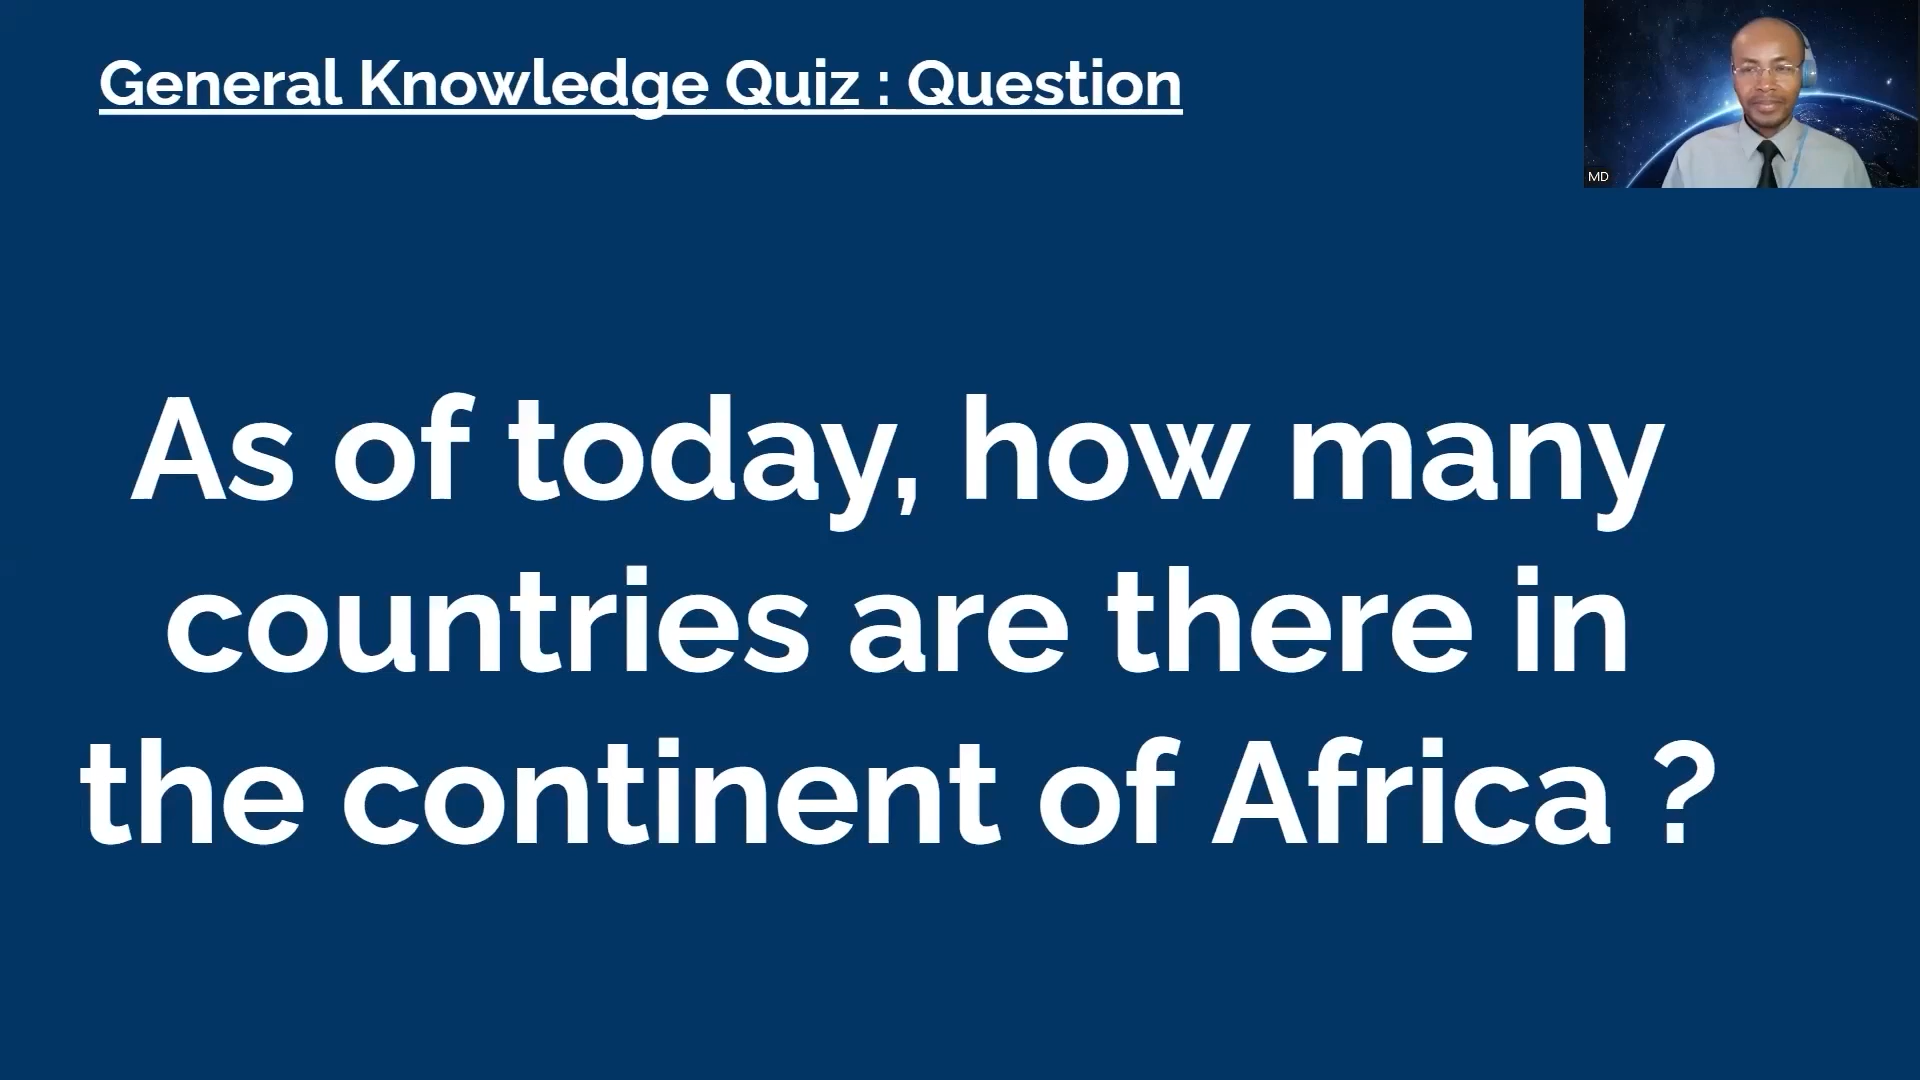 General Knowledge Quiz : Question
MD
As of today, how many
countries are there in
the continent of Africa ?